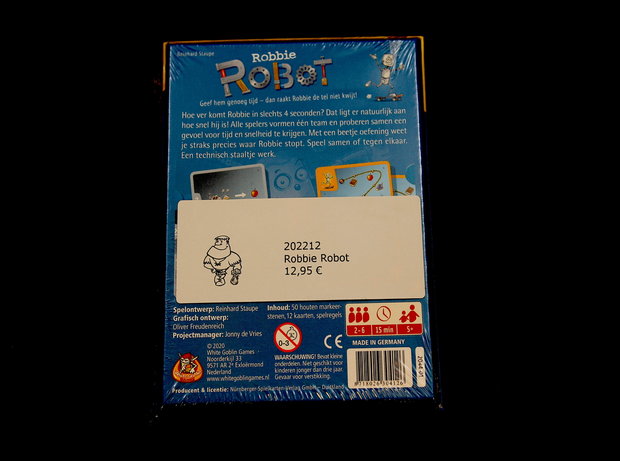 Reinhard Staupe
Robbie
ROBOT
Geef hem genoeg tijd – dan raakt Robbie de tel niet kwijt!
Hoe ver komt Robbie in slechts 4 seconden? Dat ligt er natuurlijk aan
hoe snel hij is! Alle spelers vormen één team en proberen samen een
gevoel voor tijd en snelheid te krijgen. Met een beetje oefening weet
je straks precies waar Robbie stopt. Speel samen of tegen elkaar.
Een technisch staaltje werk.
202212
Robbie Robot
12,95 €
Spelontwerp: Reinhard Staupe
Grafisch ontwerp:
Oliver Freudenreich
Projectmanager: Jonny de Vries
Inhoud: 50 houten markeer-
stenen, 12 kaarten, spelregels
2-6
15 min
5+
© 2020
White Goblin Games
Noorderkijl 33
9571 AR 2e Exloërmond
Nederland
www.whitegoblingames.nl
0-3
CE
MADE IN GERMANY
WAARSCHUWING! Bevat kleine
onderdelen. Niet geschikt voor
kinderen jonger dan drie jaar.
Gevaar voor verstikking.
Producent & licentie: Nürnberger-Spielkarten-Verlag GmbH – Duitsland